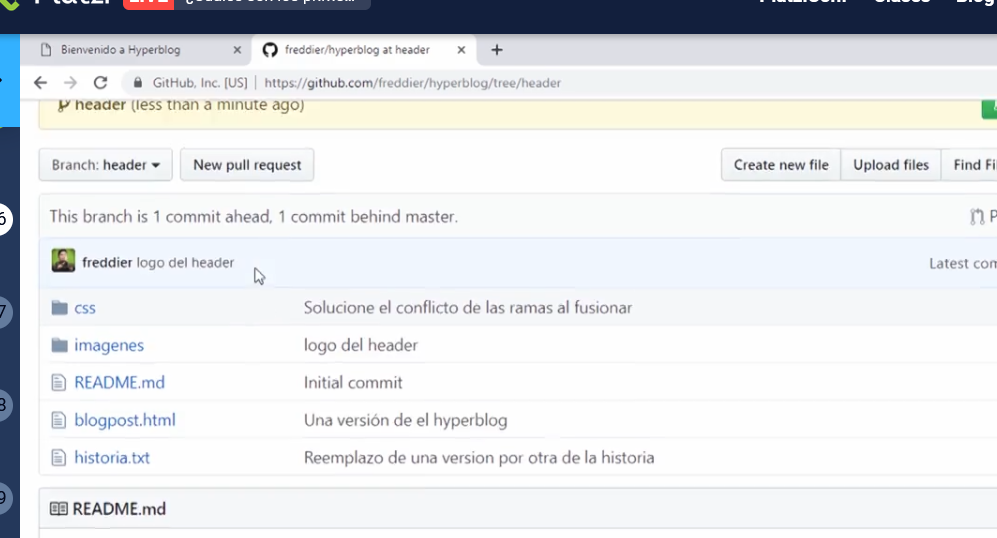 Platzi LIVE ¿Cuáles son los prime...
Platzi.Com Clases Blog
Bienvenido a Hyperblog × freddier/hyperblog at header × +
GitHub, Inc. [US] | https://github.com/freddier/hyperblog/tree/header
header (less than a minute ago)
Branch: header New pull request Create new file Upload files Find Fi
This branch is 1 commit ahead, 1 commit behind master. P
freddier logo del header Latest com
css Solucione el conflicto de las ramas al fusionar
imagenes logo del header
README.md Initial commit
blogpost.html Una versión de el hyperblog
historia.txt Reemplazo de una version por otra de la historia
README.md
6
7
8
9